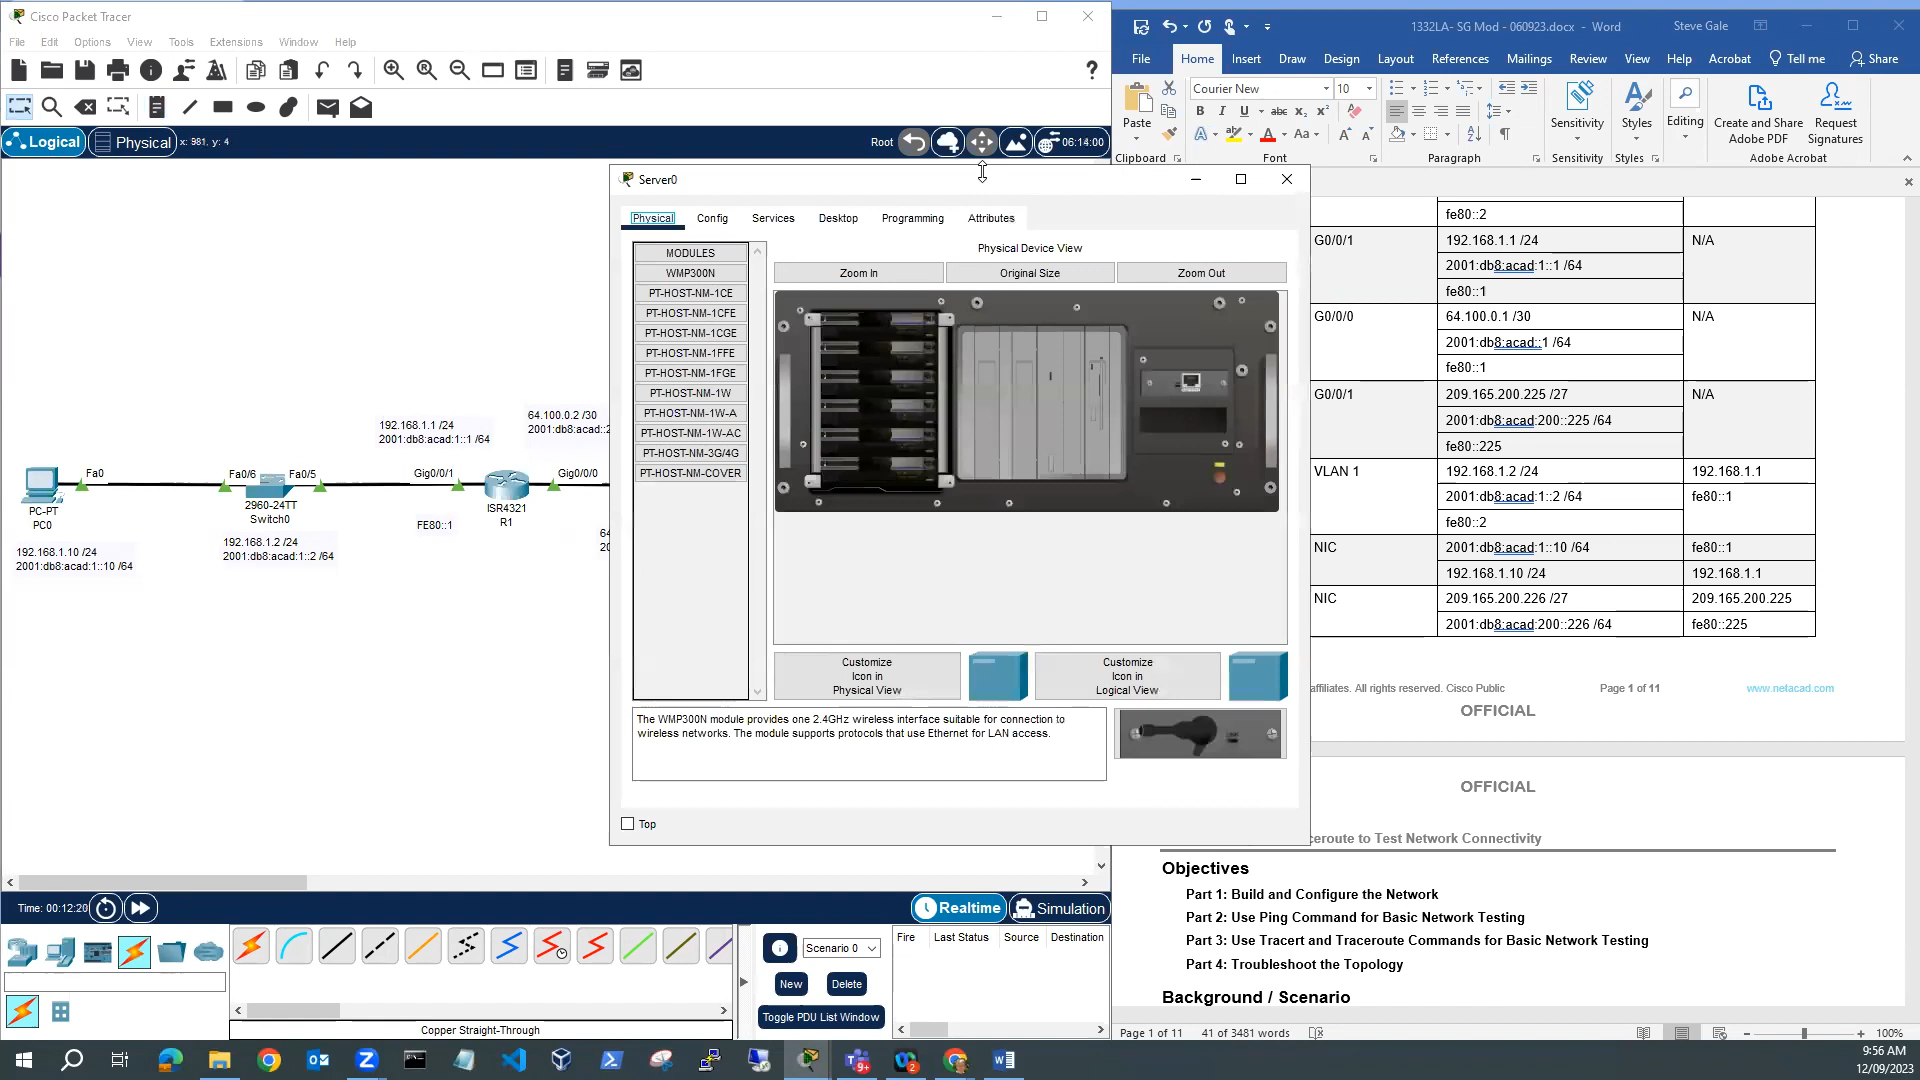 Cisco Packet Tracer
File Edit Options View Tools Extensions Window Help
Logical Physical x: 981, y: 4 Root 06:14:00
192.168.1.1 /24
2001:db8:acad:1::1 /64
64.100.0.2 /30
2001:db8:acad::2
Fa0 Fa0/6 Fa0/5 Gig0/0/1 Gig0/0/0
PC-PT
PC0
2960-24TT
Switch0
ISR4321
R1
FE80::1
192.168.1.10 /24
2001:db8:acad:1::10 /64
192.168.1.2 /24
2001:db8:acad:1::2 /64
64
20
Server0
Physical Config Services Desktop Programming Attributes
MODULES
WMP300N
PT-HOST-NM-1CE
PT-HOST-NM-1CFE
PT-HOST-NM-1CGE
PT-HOST-NM-1FFE
PT-HOST-NM-1FGE
PT-HOST-NM-1W
PT-HOST-NM-1W-A
PT-HOST-NM-1W-AC
PT-HOST-NM-3G/4G
PT-HOST-NM-COVER
Physical Device View
Zoom In Original Size Zoom Out
Customize
Icon in
Physical View
Customize
Icon in
Logical View
The WMP300N module provides one 2.4GHz wireless interface suitable for connection to
wireless networks. The module supports protocols that use Ethernet for LAN access.
Top
Time: 00:12:20 Realtime Simulation
Scenario 0
New Delete
Toggle PDU List Window
Fire Last Status Source Destination
Copper Straight-Through
1332LA- SG Mod - 060923.docx - Word Steve Gale
File Home Insert Draw Design Layout References Mailings Review View Help Acrobat Tell me Share
Paste
Courier New 10
B I U abc x₂ x²
A A Aa A A
Sensitivity Styles Editing
Create and Share
Adobe PDF
Request
Signatures
Clipboard Font Paragraph Sensitivity Styles Adobe Acrobat
fe80::2
G0/0/1 192.168.1.1 /24 N/A
2001:db8:acad:1::1 /64
fe80::1
G0/0/0 64.100.0.1 /30 N/A
2001:db8:acad::1 /64
fe80::1
G0/0/1 209.165.200.225 /27 N/A
2001:db8:acad:200::225 /64
fe80::225
VLAN 1 192.168.1.2 /24 192.168.1.1
2001:db8:acad:1::2 /64 fe80::1
fe80::2
NIC 2001:db8:acad:1::10 /64 fe80::1
192.168.1.10 /24 192.168.1.1
NIC 209.165.200.226 /27 209.165.200.225
2001:db8:acad:200::226 /64 fe80::225
affiliates. All rights reserved. Cisco Public Page 1 of 11 www.netacad.com
OFFICIAL
OFFICIAL
ceroute to Test Network Connectivity
Objectives
Part 1: Build and Configure the Network
Part 2: Use Ping Command for Basic Network Testing
Part 3: Use Tracert and Traceroute Commands for Basic Network Testing
Part 4: Troubleshoot the Topology
Background / Scenario
Page 1 of 11 41 of 3481 words 100%
9+
2
9:56 AM
12/09/2023